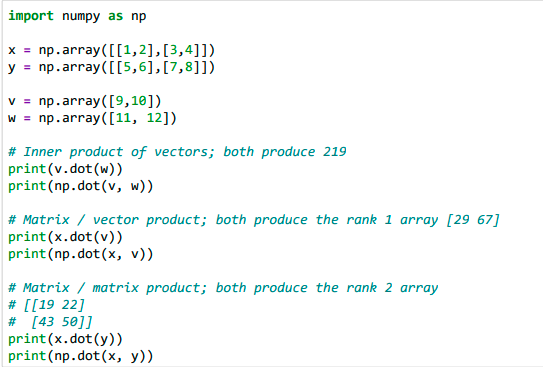 import numpy as np
x = np.array([[1,2],[3,4]])
y = np.array([[5,6],[7,8]])
v = np.array([9,10])
w = np.array([11, 12])
# Inner product of vectors; both produce 219
print(v.dot(w))
print(np.dot(v, w))
# Matrix / vector product; both produce the rank 1 array [29 67]
print(x.dot(v))
print(np.dot(x, v))
# Matrix / matrix product; both produce the rank 2 array
# [[19 22]
#  [43 50]]
print(x.dot(y))
print(np.dot(x, y))